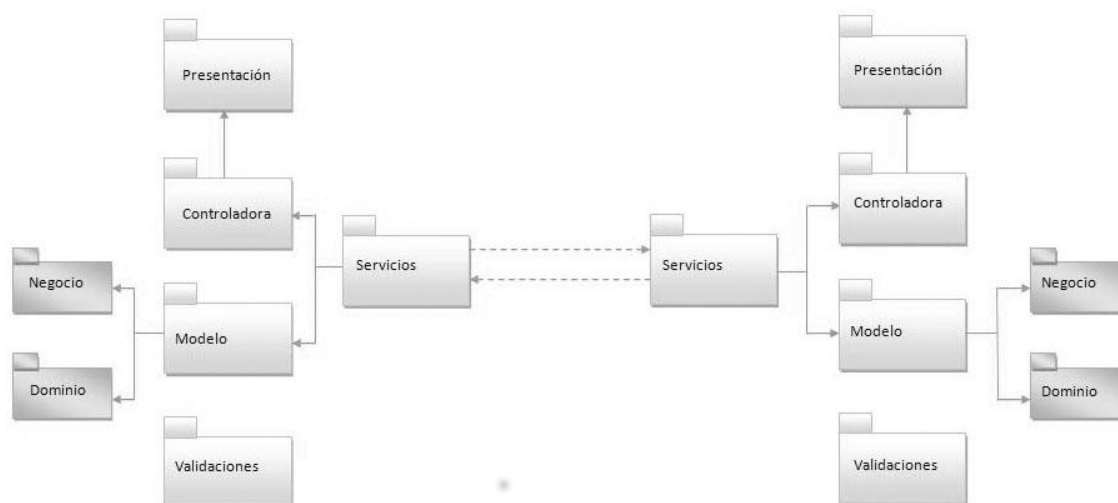 Presentación
Presentación
Controladora
Controladora
Servicios
Servicios
Negocio
Negocio
Modelo
Modelo
Dominio
Dominio
Validaciones
Validaciones